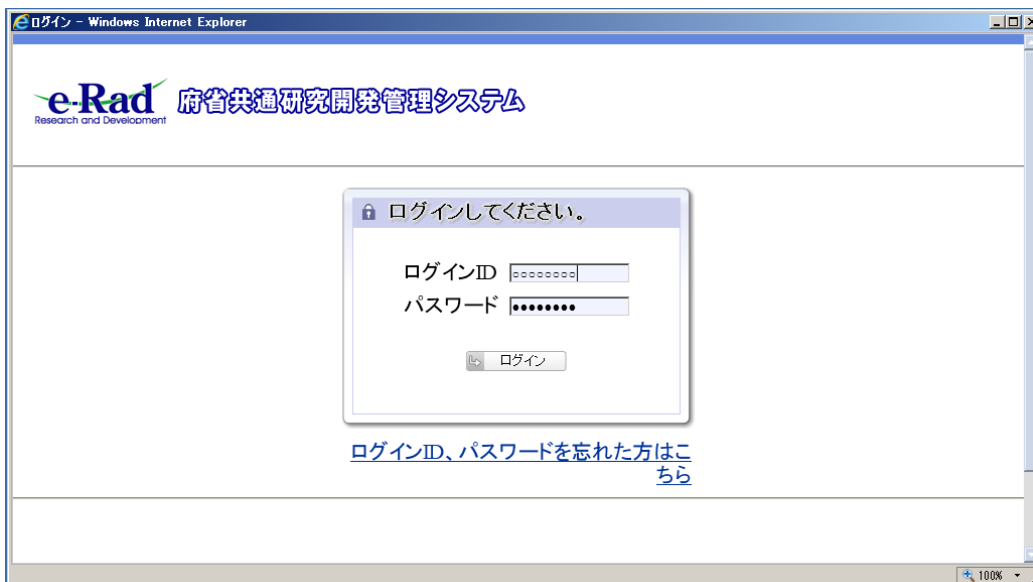 ログイン - Windows Internet Explorer
e-Rad 府省共通研究開発管理システム
Research and Development
ログインしてください。
ログインID □□□□□□□□
パスワード ●●●●●●●●
ログイン
ログインID、パスワードを忘れた方はこ
ちら
100%